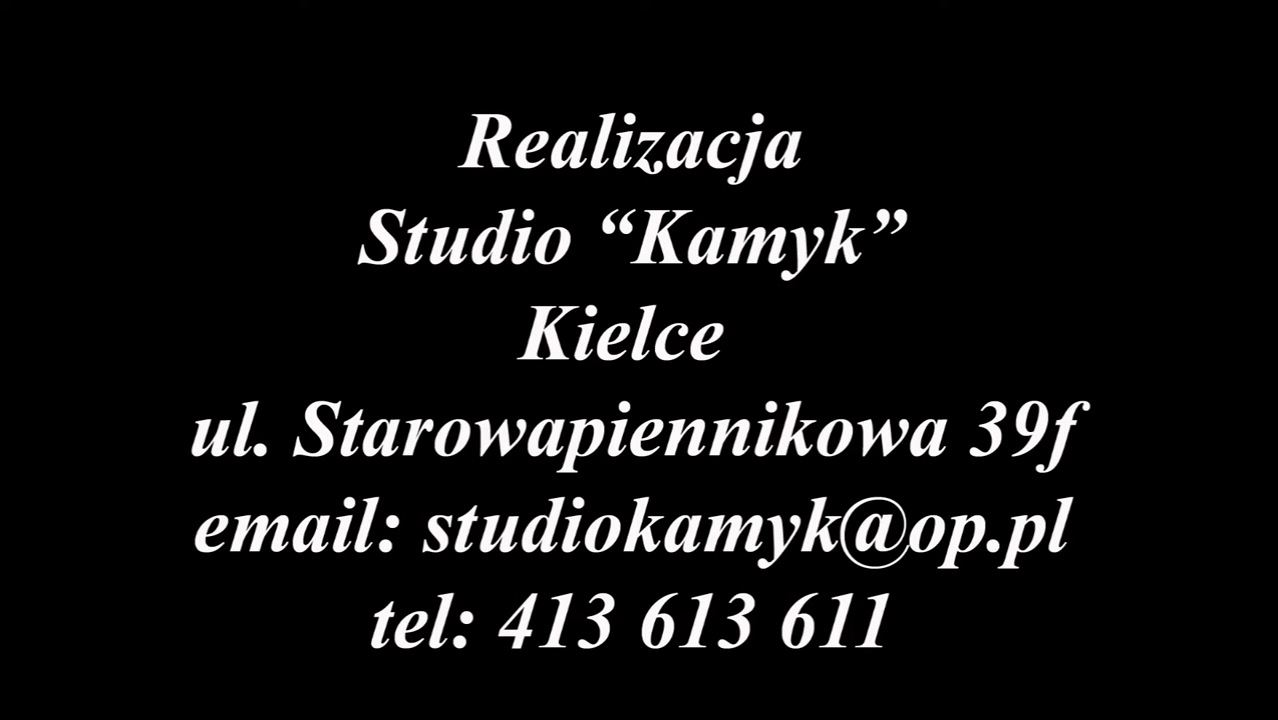 Realizacja
Studio “Kamyk”
Kielce
ul. Starowapiennikowa 39f
email: studiokamyk@op.pl
tel: 413 613 611